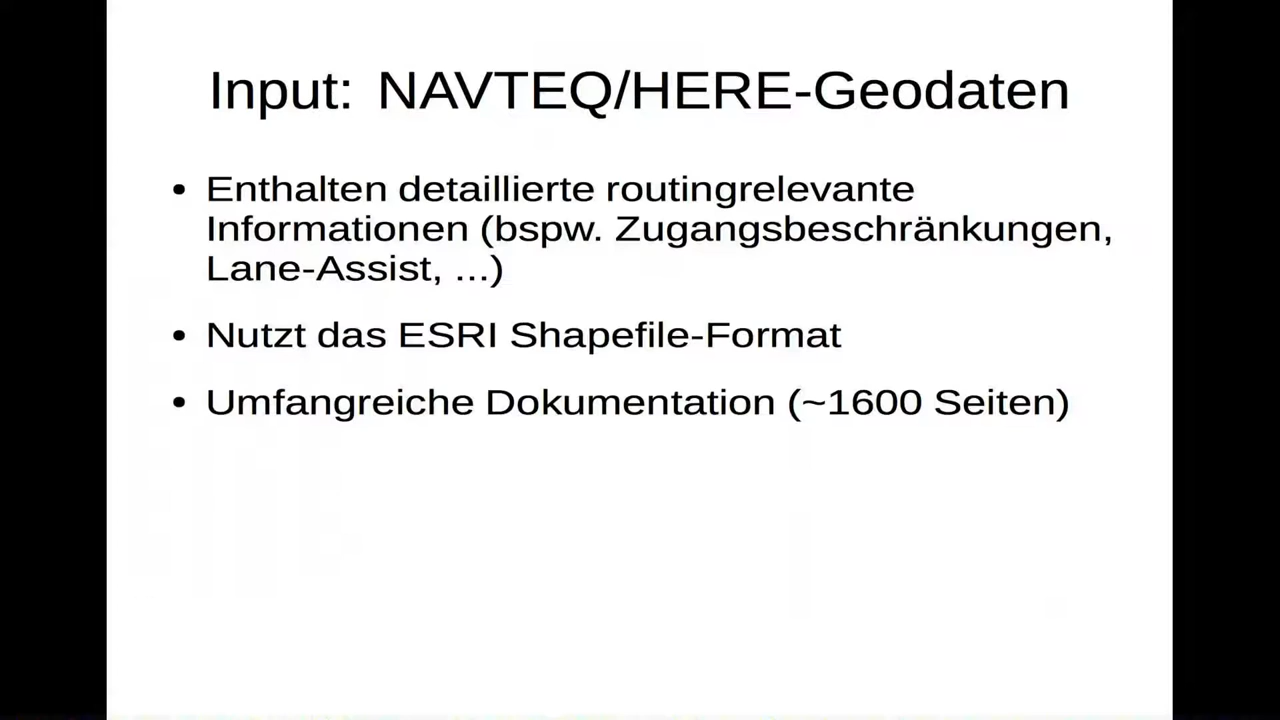 Input: NAVTEQ/HERE-Geodaten
• Enthalten detaillierte routingrelevante
Informationen (bspw. Zugangsbeschränkungen,
Lane-Assist, ...)
• Nutzt das ESRI Shapefile-Format
• Umfangreiche Dokumentation (~1600 Seiten)